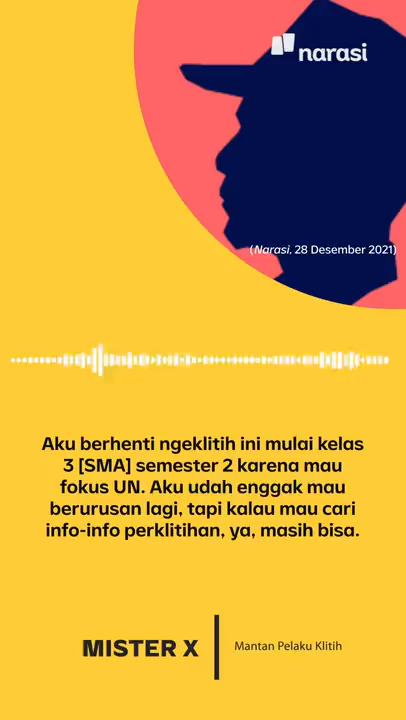 narasi
(Narasi, 28 Desember 2021)
Aku berhenti ngeklitih ini mulai kelas
3 [SMA] semester 2 karena mau
fokus UN. Aku udah enggak mau
berurusan lagi, tapi kalau mau cari
info-info perklitihan, ya, masih bisa.
MISTER X
Mantan Pelaku Klitih